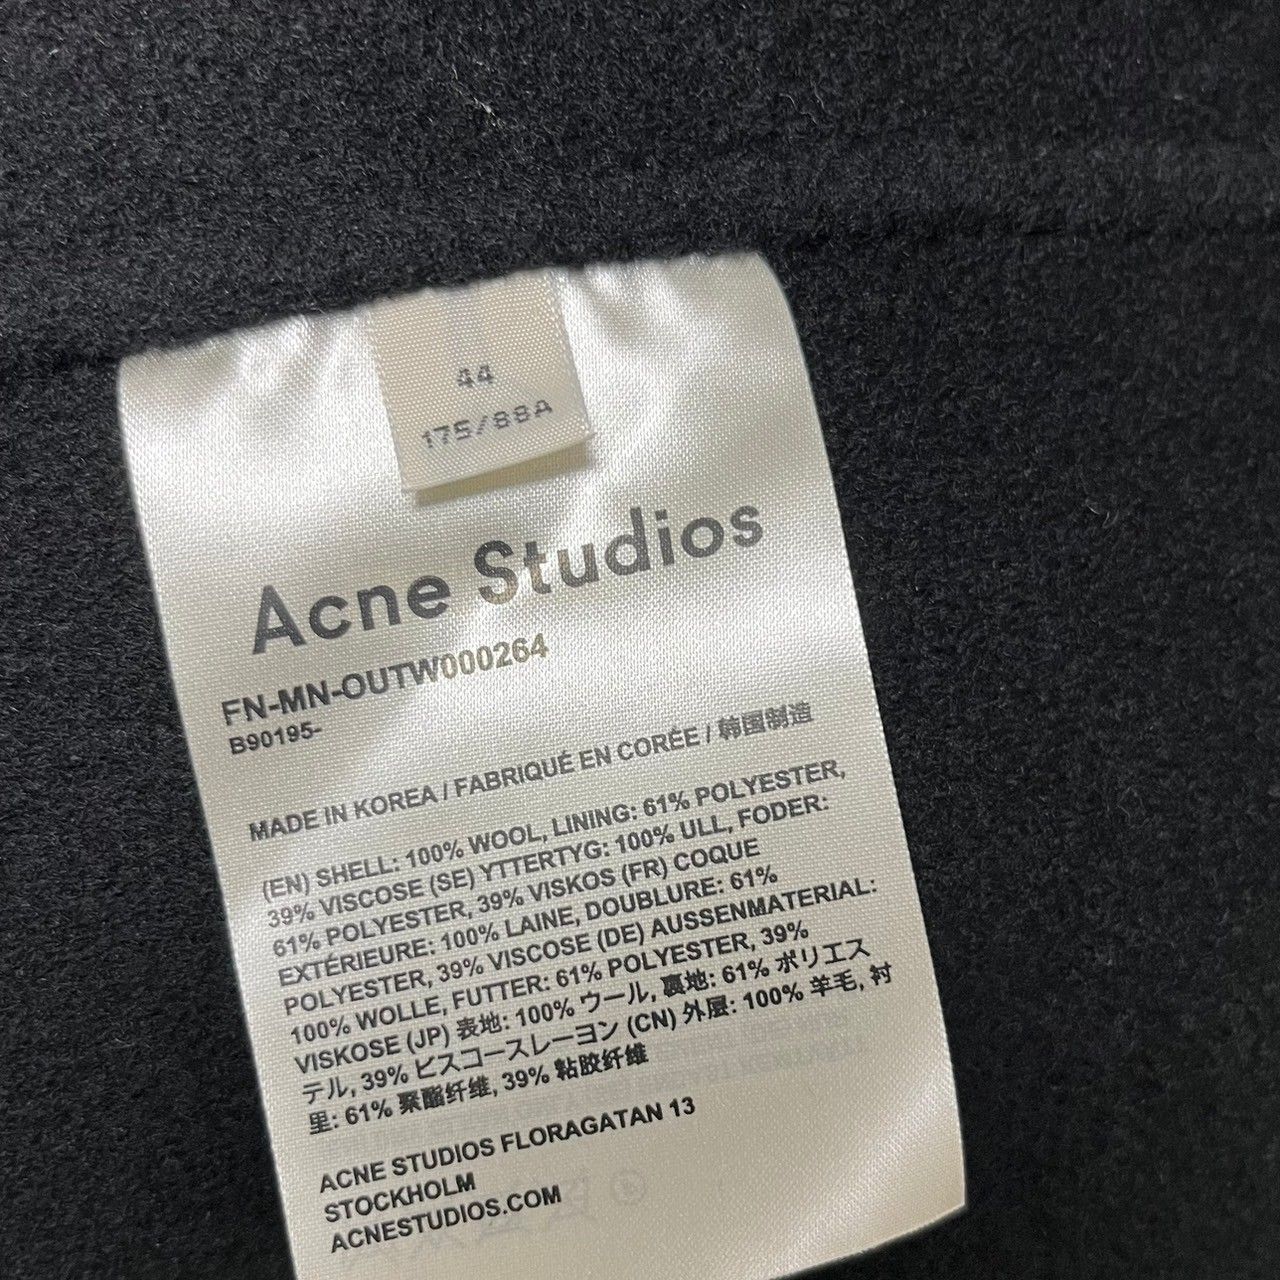 44
175/88A
Acne Studios
FN-MN-OUTW000264
B90195-
MADE IN KOREA / FABRIQUÉ EN CORÉE / 韩国制造
(EN) SHELL: 100% WOOL, LINING: 61% POLYESTER,
39% VISCOSE (SE) YTTERTYG: 100% ULL, FODER:
61% POLYESTER, 39% VISKOS (FR) COQUE
EXTÉRIEURE: 100% LAINE, DOUBLURE: 61%
POLYESTER, 39% VISCOSE (DE) AUSSENMATERIAL:
100% WOLLE, FUTTER: 61% POLYESTER, 39%
VISKOSE (JP) 表地: 100% ウール, 裏地: 61% ポリエス
テル, 39% ビスコースレーヨン (CN) 外层: 100% 羊毛, 衬
里: 61% 聚酯纤维, 39% 粘胶纤维
ACNE STUDIOS FLORAGATAN 13
STOCKHOLM
ACNESTUDIOS.COM